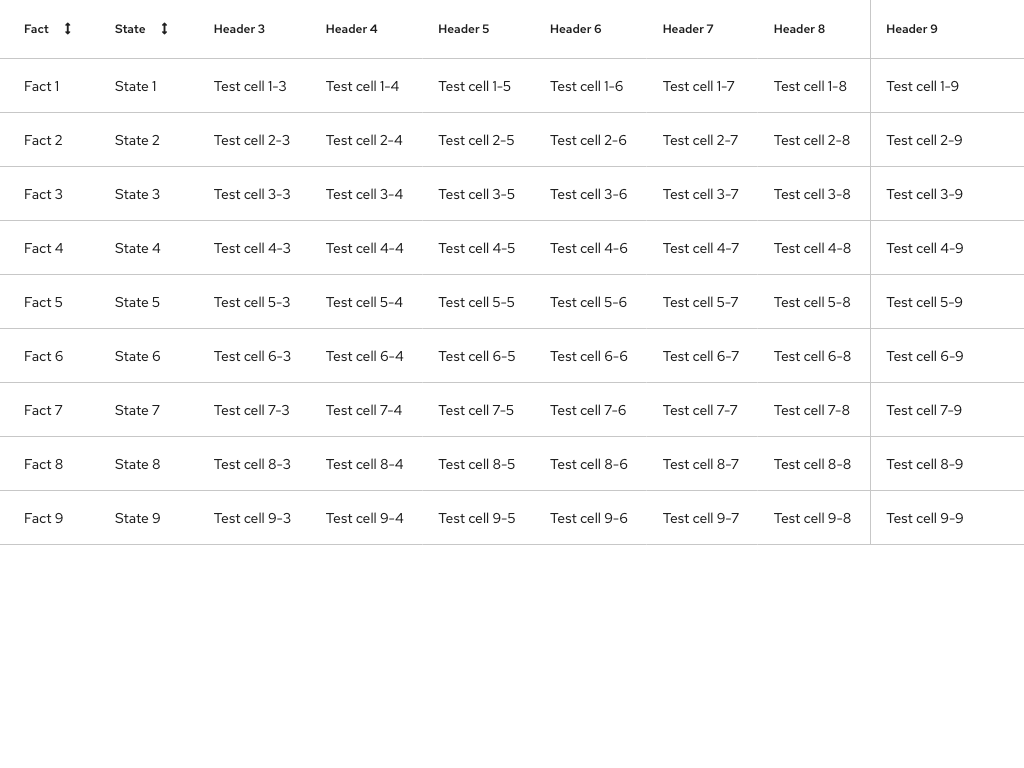 Fact State Header 3 Header 4 Header 5 Header 6 Header 7 Header 8 Header 9
Fact 1 State 1 Test cell 1-3 Test cell 1-4 Test cell 1-5 Test cell 1-6 Test cell 1-7 Test cell 1-8 Test cell 1-9
Fact 2 State 2 Test cell 2-3 Test cell 2-4 Test cell 2-5 Test cell 2-6 Test cell 2-7 Test cell 2-8 Test cell 2-9
Fact 3 State 3 Test cell 3-3 Test cell 3-4 Test cell 3-5 Test cell 3-6 Test cell 3-7 Test cell 3-8 Test cell 3-9
Fact 4 State 4 Test cell 4-3 Test cell 4-4 Test cell 4-5 Test cell 4-6 Test cell 4-7 Test cell 4-8 Test cell 4-9
Fact 5 State 5 Test cell 5-3 Test cell 5-4 Test cell 5-5 Test cell 5-6 Test cell 5-7 Test cell 5-8 Test cell 5-9
Fact 6 State 6 Test cell 6-3 Test cell 6-4 Test cell 6-5 Test cell 6-6 Test cell 6-7 Test cell 6-8 Test cell 6-9
Fact 7 State 7 Test cell 7-3 Test cell 7-4 Test cell 7-5 Test cell 7-6 Test cell 7-7 Test cell 7-8 Test cell 7-9
Fact 8 State 8 Test cell 8-3 Test cell 8-4 Test cell 8-5 Test cell 8-6 Test cell 8-7 Test cell 8-8 Test cell 8-9
Fact 9 State 9 Test cell 9-3 Test cell 9-4 Test cell 9-5 Test cell 9-6 Test cell 9-7 Test cell 9-8 Test cell 9-9